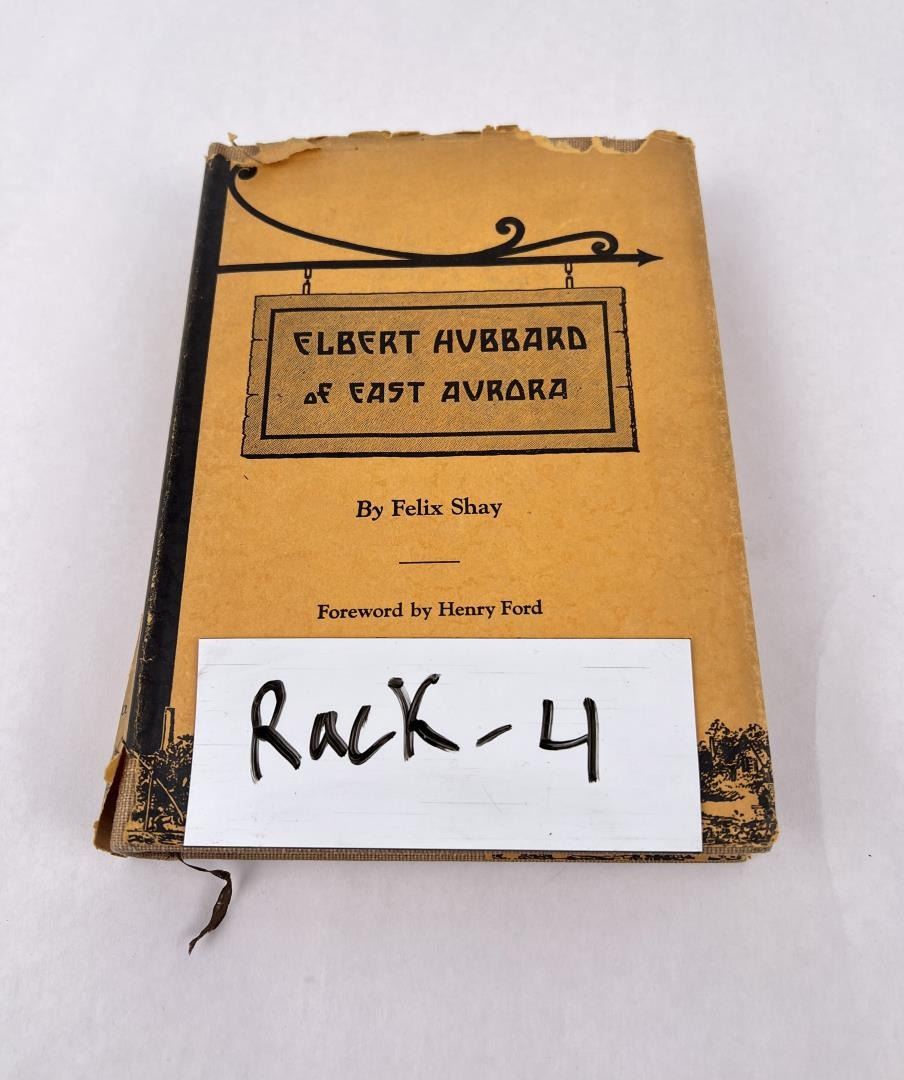 ELBERT HUBBARD
of EAST AURORA
By Felix Shay
Foreword by Henry Ford
Rack - 4